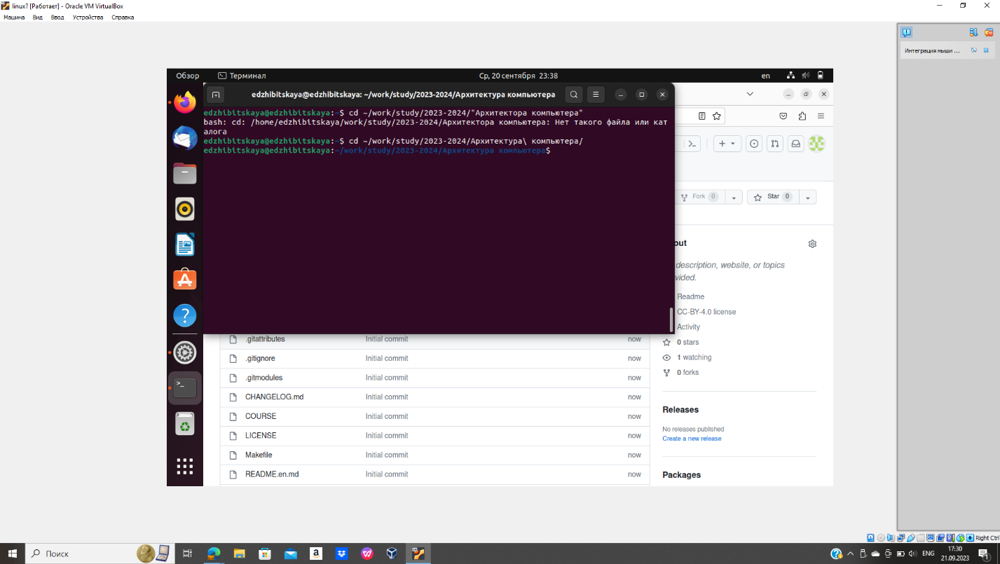 linux? [Работает] - Oracle VM VirtualBox
Машина Вид Ввод Устройства Справка
Интеграция мыши ...
Обзор Терминал Ср, 20 сентября 23:38 en
edzhibitskaya@edzhibitskaya: ~/work/study/2023-2024/Архитектура компьютера
edzhibitskaya@edzhibitskaya:~$ cd ~/work/study/2023-2024/"Архитектора компьютера"
bash: cd: /home/edzhibitskaya/work/study/2023-2024/Архитектора компьютера: Нет такого файла или кат
алога
edzhibitskaya@edzhibitskaya:~$ cd ~/work/study/2023-2024/Архитектура\ компьютера/
edzhibitskaya@edzhibitskaya:~/work/study/2023-2024/Архитектура компьютера$
Fork 0 Star 0
out
description, website, or topics
vided.
Readme
CC-BY-4.0 license
Activity
0 stars
1 watching
0 forks
Releases
No releases published
Create a new release
Packages
.gitattributes Initial commit now
.gitignore Initial commit now
.gitmodules Initial commit now
CHANGELOG.md Initial commit now
COURSE Initial commit now
LICENSE Initial commit now
Makefile Initial commit now
README.en.md Initial commit now
Right Ctrl
Поиск
ENG
17:30
21.09.2023
1